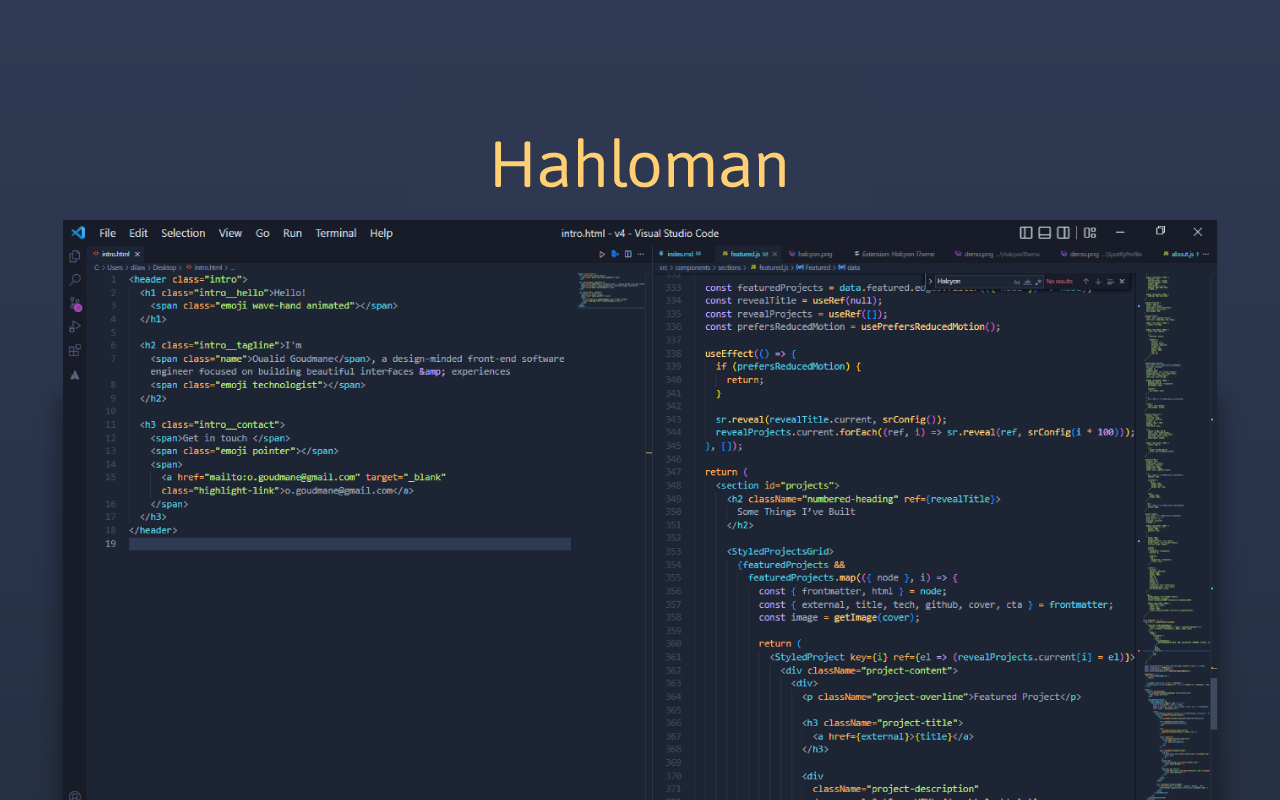 Hahloman
File Edit Selection View Go Run Terminal Help
intro.html - v4 - Visual Studio Code
intro.html
C: > Users > dilas > Desktop > intro.html > ...
1 <header class="intro">
2 <h1 class="intro__hello">Hello!
3 <span class="emoji wave-hand animated"></span>
4 </h1>
5
6 <h2 class="intro__tagline">I'm
7 <span class="name">Oualid Goudmane</span>, a design-minded front-end software
engineer focused on building beautiful interfaces &amp; experiences
8 <span class="emoji technologist"></span>
9 </h2>
10
11 <h3 class="intro__contact">
12 <span>Get in touch </span>
13 <span class="emoji pointer"></span>
14 <span>
15 <a href="mailto:o.goudmane@gmail.com" target="_blank"
class="highlight-link">o.goudmane@gmail.com</a>
16 </span>
17 </h3>
18 </header>
19
index.md M featured.js M halcyon.png Extension: Halcyon Theme demo.png ...\HalcyonTheme demo.png ...\SpotifyProfile about.js 1
src > components > sections > featured.js > Featured > data
Halcyon No results
333 const featuredProjects = data.featured
334 const revealTitle = useRef(null);
335 const revealProjects = useRef([]);
336 const prefersReducedMotion = usePrefersReducedMotion();
337
338 useEffect(() => {
339 if (prefersReducedMotion) {
340 return;
341 }
342
343 sr.reveal(revealTitle.current, srConfig());
344 revealProjects.current.forEach((ref, i) => sr.reveal(ref, srConfig(i * 100)));
345 }, []);
346
347 return (
348 <section id="projects">
349 <h2 className="numbered-heading" ref={revealTitle}>
350 Some Things I’ve Built
351 </h2>
352
353 <StyledProjectsGrid>
354 {featuredProjects &&
355 featuredProjects.map(({ node }, i) => {
356 const { frontmatter, html } = node;
357 const { external, title, tech, github, cover, cta } = frontmatter;
358 const image = getImage(cover);
359
360 return (
361 <StyledProject key={i} ref={el => (revealProjects.current[i] = el)}>
362 <div className="project-content">
363 <div>
364 <p className="project-overline">Featured Project</p>
365
366 <h3 className="project-title">
367 <a href={external}>{title}</a>
368 </h3>
369
370 <div
371 className="project-description"